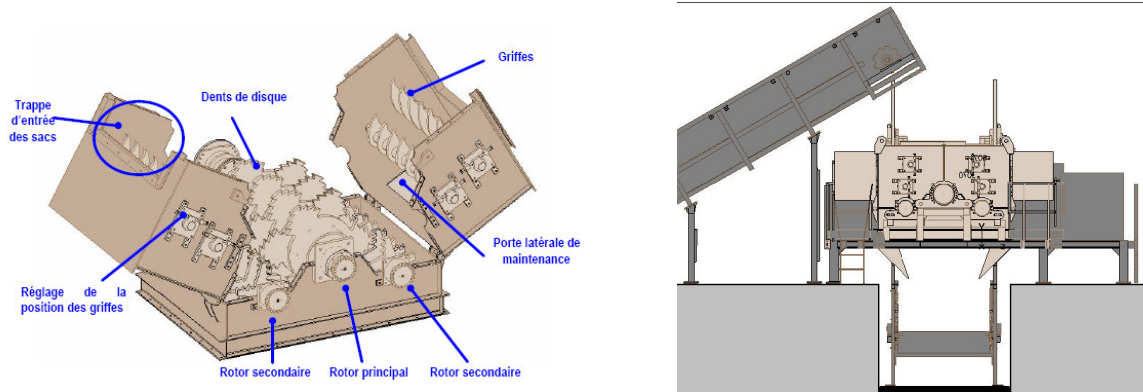 Griffes
Trappe
d'entrée
des sacs
Dents de disque
Porte latérale de
maintenance
Réglage de la
position des griffes
Rotor secondaire
Rotor principal
Rotor secondaire